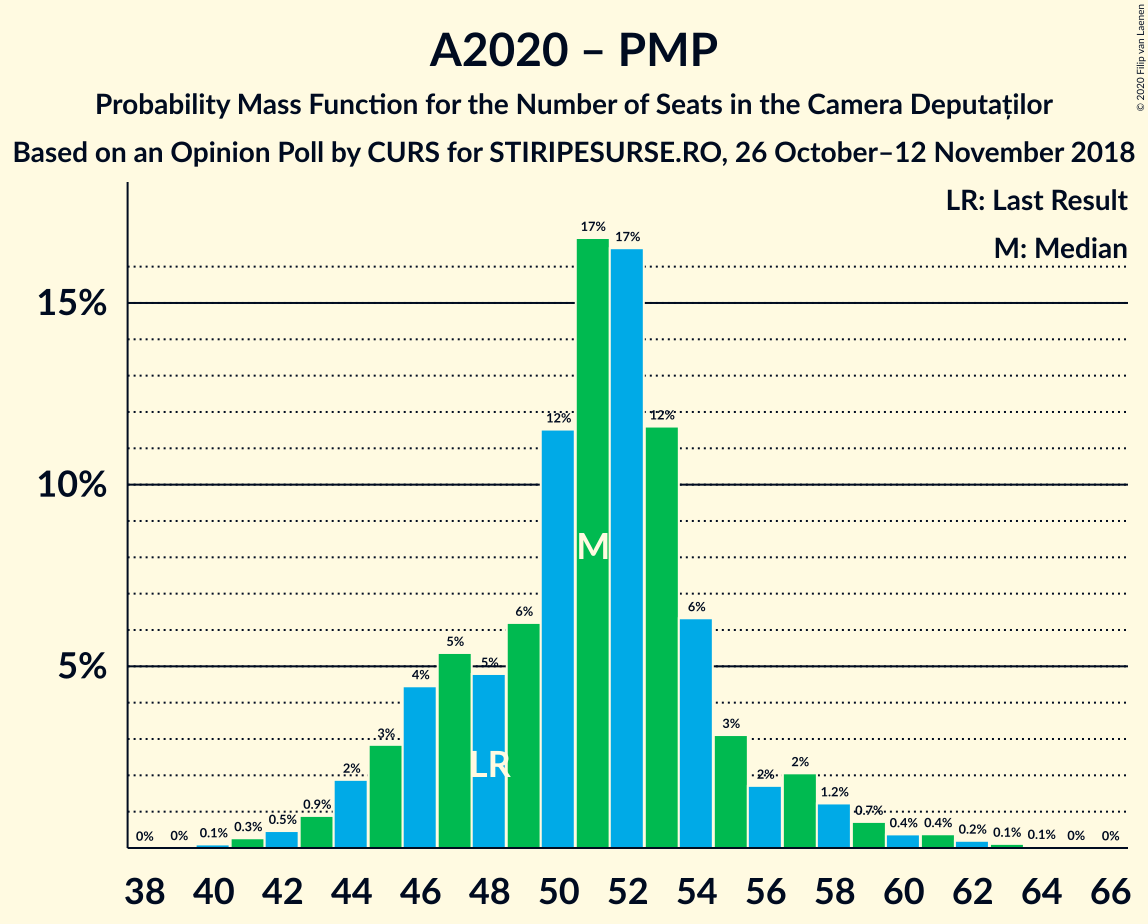 A2020 – PMP
Probability Mass Function for the Number of Seats in the Camera Deputaților
Based on an Opinion Poll by CURS for STIRIPESURSE.RO, 26 October–12 November 2018
© 2020 Filip van Laenen
LR: Last Result
M: Median
15%
10%
5%
0% 0% 0.1% 0.3% 0.5% 0.9% 2% 3% 4% 5% 5% 6% 12% 17% 17% 12% 6% 3% 2% 2% 1.2% 0.7% 0.4% 0.4% 0.2% 0.1% 0.1% 0% 0%
M
LR
38 40 42 44 46 48 50 52 54 56 58 60 62 64 66